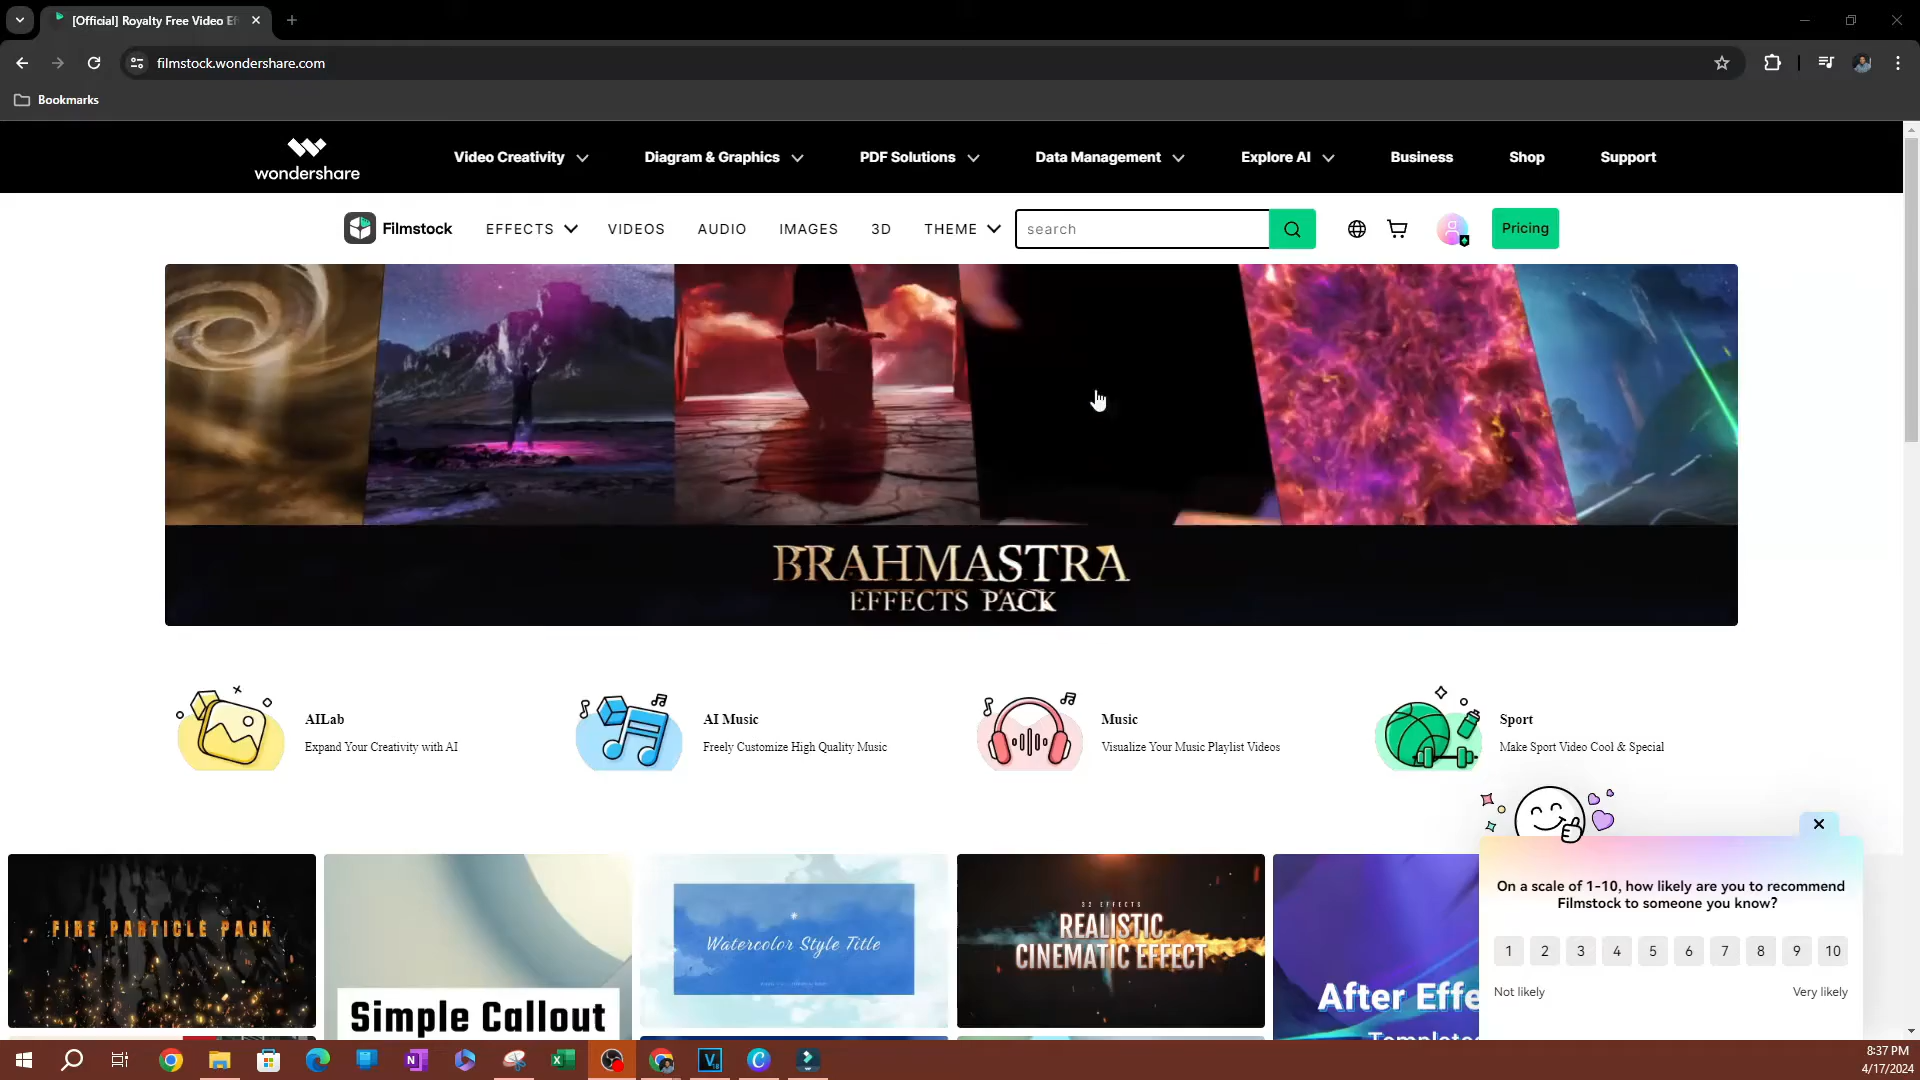 [Official] Royalty Free Video Ef
filmstock.wondershare.com
Bookmarks
wondershare
Video Creativity
Diagram & Graphics
PDF Solutions
Data Management
Explore AI
Business
Shop
Support
Filmstock
EFFECTS
VIDEOS
AUDIO
IMAGES
3D
THEME
search
Pricing
BRAHMASTRA
EFFECTS PACK
AILab
Expand Your Creativity with AI
AI Music
Freely Customize High Quality Music
Music
Visualize Your Music Playlist Videos
Sport
Make Sport Video Cool & Special
FIRE PARTICLE PACK
Simple Callout
Watercolor Style Title
REALISTIC
CINEMATIC EFFECT
After Effe
Templates
On a scale of 1-10, how likely are you to recommend
Filmstock to someone you know?
1 2 3 4 5 6 7 8 9 10
Not likely
Very likely
8:37 PM
4/17/2024